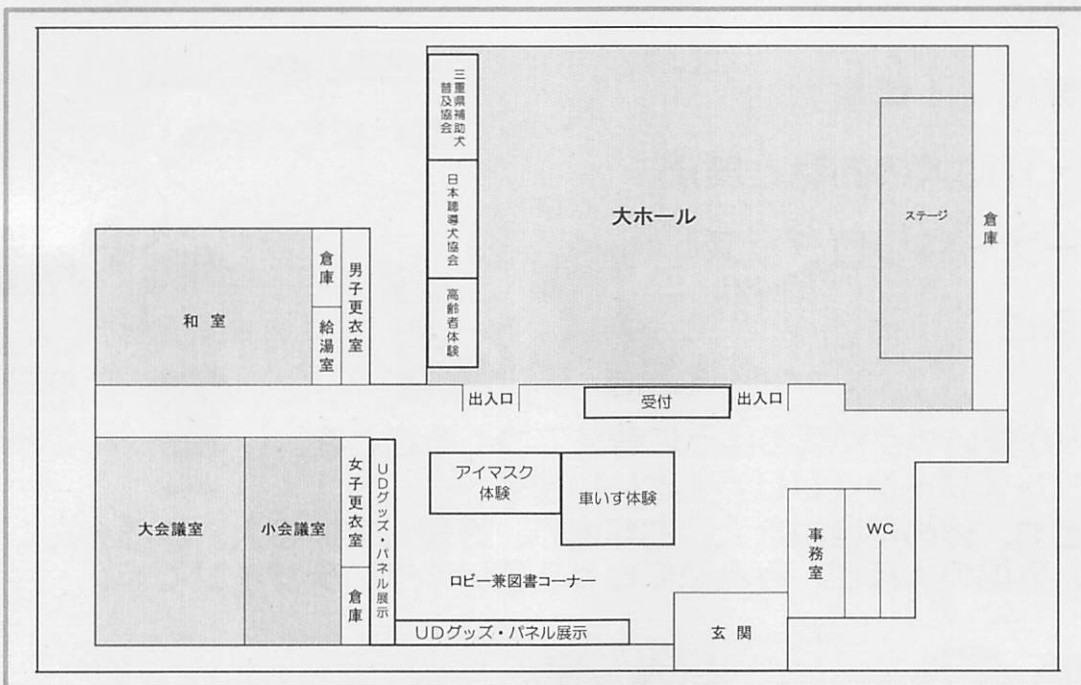 三重県補助犬
普及協会
日本聴導犬協会
高齢者体験
大ホール
ステージ
倉庫
和室
倉庫
給湯室
男子更衣室
出入口
受付
出入口
大会議室
小会議室
女子更衣室
倉庫
UDグッズ・パネル展示
アイマスク
体験
車いす体験
ロビー兼図書コーナー
UDグッズ・パネル展示
玄関
事務室
WC